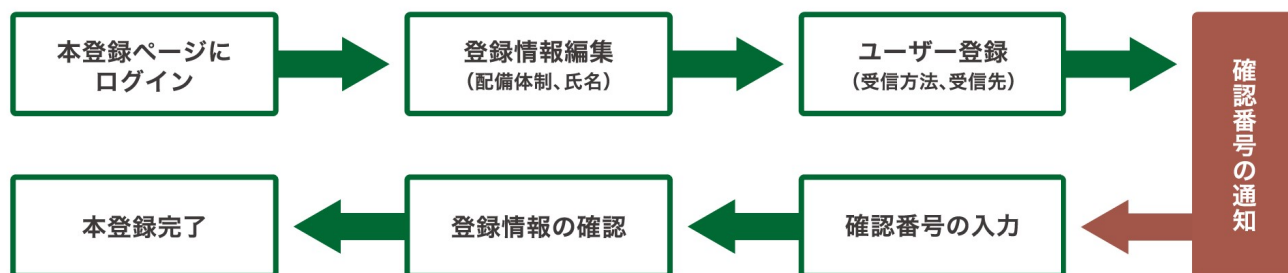 本登録ページに
ログイン
登録情報編集
（配備体制、氏名）
ユーザー登録
（受信方法、受信先）
確認番号の通知
確認番号の入力
登録情報の確認
本登録完了